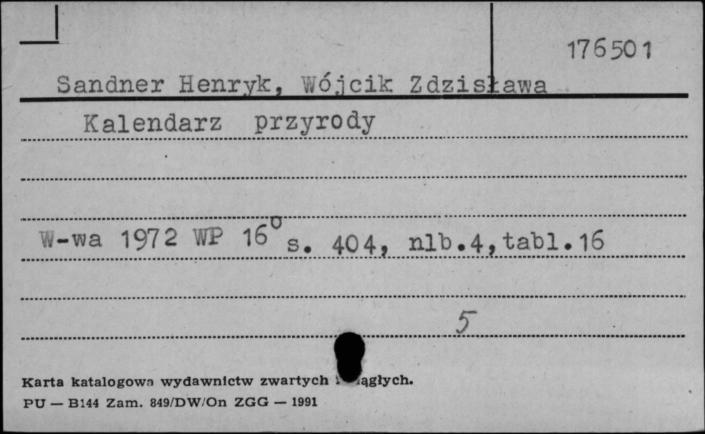 176501
Sandner Henryk, Wójcik Zdzisława
Kalendarz przyrody
W-wa 1972 WP 16° s. 404, nlb.4, tabl.16
5
Karta katalogowa wydawnictw zwartych
PU — B144 Zam. 849/DW/On ZGG — 1991